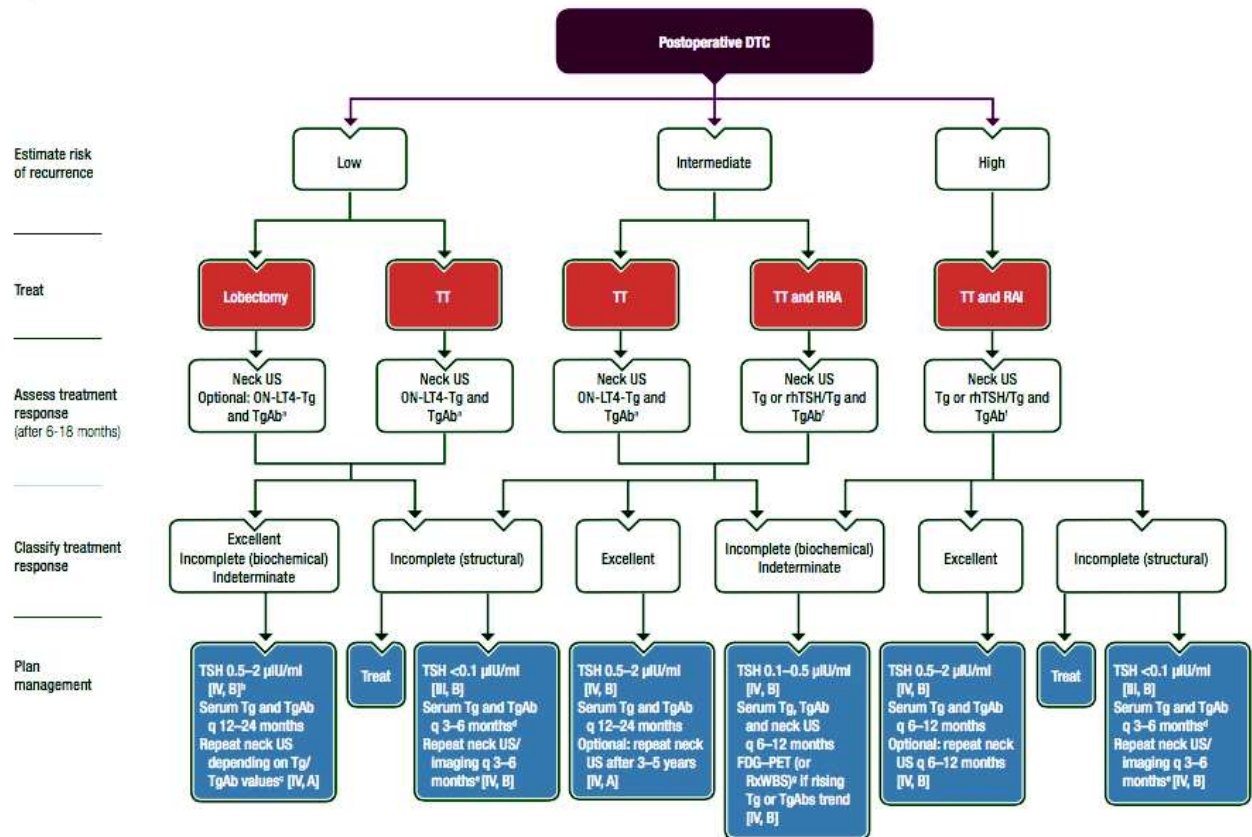 Postoperative DTC
Estimate risk
of recurrence
Low
Intermediate
High
Treat
Lobectomy
TT
TT
TT and RRA
TT and RAI
Assess treatment
response
(after 6-18 months)
Neck US
Optional: ON-LT4-Tg
and TgAbᵃ
Neck US
ON-LT4-Tg and
TgAbᵃ
Neck US
ON-LT4-Tg and
TgAbᵃ
Neck US
Tg or rhTSH/Tg and
TgAbᶠ
Neck US
Tg or rhTSH/Tg and
TgAbᶠ
Classify treatment
response
Excellent
Incomplete (biochemical)
Indeterminate
Incomplete (structural)
Excellent
Incomplete (biochemical)
Indeterminate
Excellent
Incomplete (structural)
Plan
management
TSH 0.5–2 µIU/ml
[IV, B]ᵇ
Serum Tg and TgAb
q 12–24 months
Repeat neck US
depending on Tg/
TgAb valuesᶜ [IV, A]
Treat
TSH <0.1 µIU/ml
[III, B]
Serum Tg and TgAb
q 3–6 monthsᵈ
Repeat neck US/
imaging q 3–6
monthsᵉ [IV, B]
TSH 0.5–2 µIU/ml
[IV, B]
Serum Tg and TgAb
q 12–24 months
Optional: repeat neck
US after 3–5 years
[IV, A]
TSH 0.1–0.5 µIU/ml
[IV, B]
Serum Tg, TgAb
and neck US
q 6–12 months
FDG–PET (or
RxWBS)ᵍ if rising
Tg or TgAbs trend
[IV, B]
TSH 0.5–2 µIU/ml
[IV, B]
Serum Tg and TgAb
q 6–12 months
Optional: repeat neck
US q 6–12 months
[IV, B]
Treat
TSH <0.1 µIU/ml
[III, B]
Serum Tg and TgAb
q 3–6 monthsᵈ
Repeat neck US/
imaging q 3–6
monthsᵉ [IV, B]